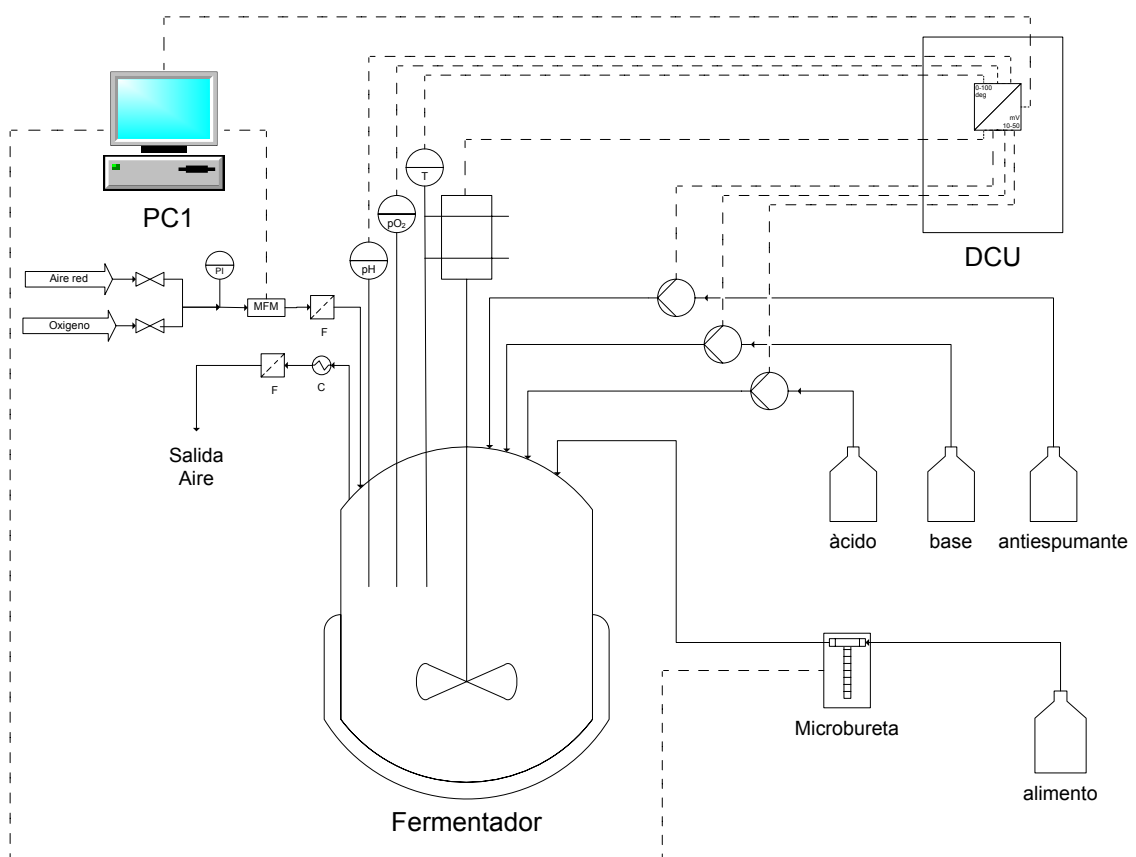 0-100
deg
mV
10-50
T
PC1
pO₂
DCU
pH
PI
Aire red
MFM
Oxigeno
F
F
C
Salida
Aire
àcido
base
antiespumante
Microbureta
alimento
Fermentador